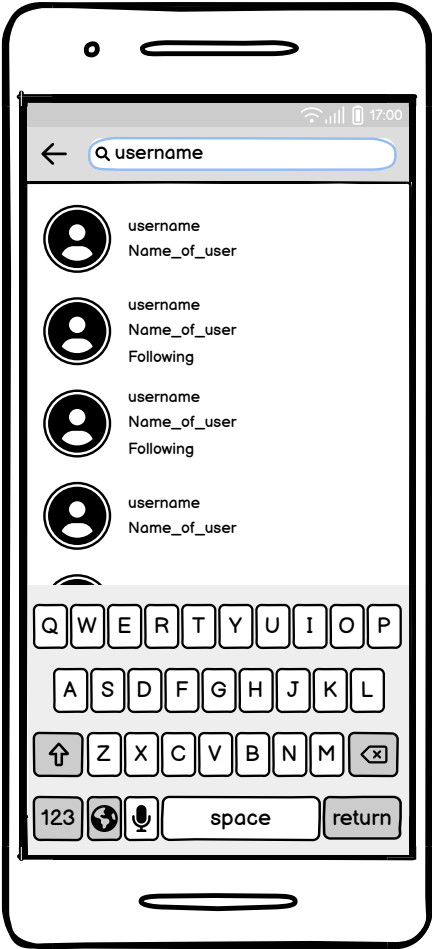 17:00
username
username
Name_of_user
username
Name_of_user
Following
username
Name_of_user
Following
username
Name_of_user
Q W E R T Y U I O P
A S D F G H J K L
Z X C V B N M
123 space return